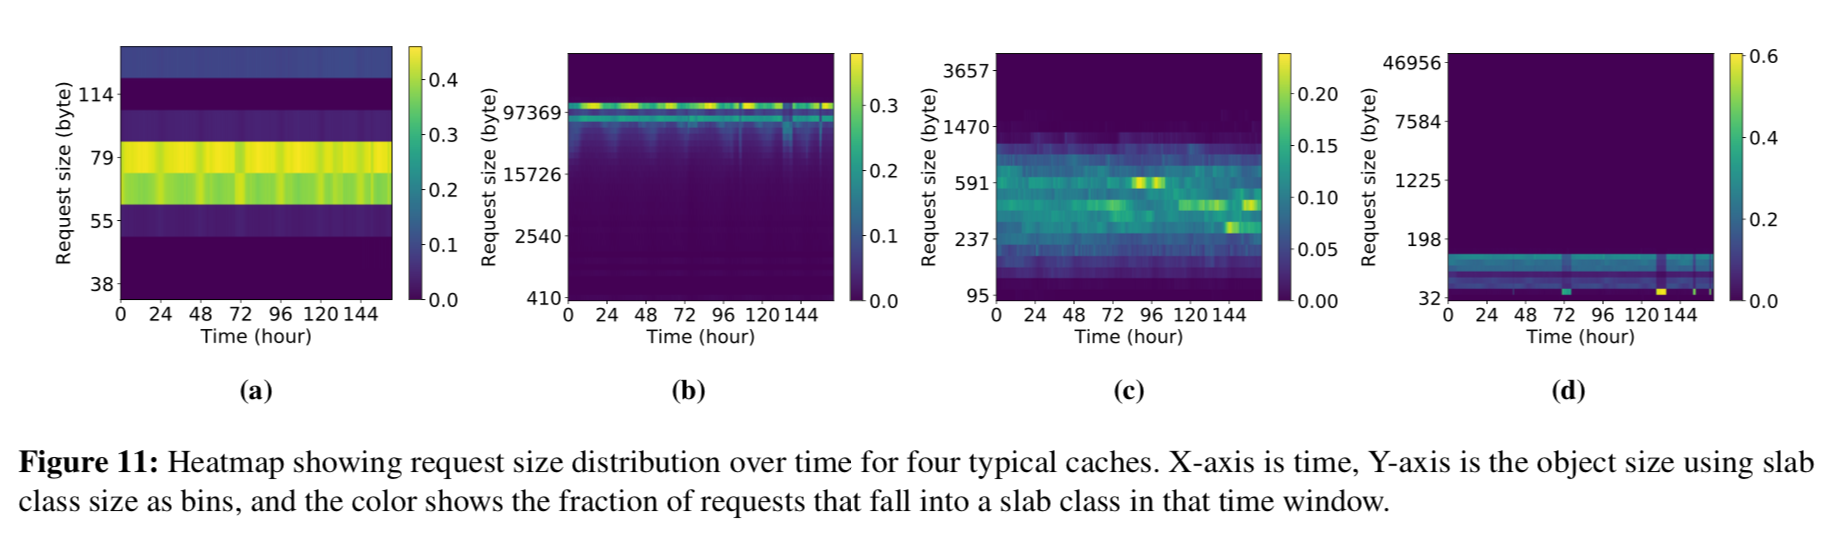 Request size (byte)
114
79
55
38
0 24 48 72 96 120 144
Time (hour)
0.4
0.3
0.2
0.1
0.0
(a)
Request size (byte)
97369
15726
2540
410
0 24 48 72 96 120 144
Time (hour)
0.3
0.2
0.1
0.0
(b)
Request size (byte)
3657
1470
591
237
95
0 24 48 72 96 120 144
Time (hour)
0.20
0.15
0.10
0.05
0.00
(c)
Request size (byte)
46956
7584
1225
198
32
0 24 48 72 96 120 144
Time (hour)
0.6
0.4
0.2
0.0
(d)
Figure 11: Heatmap showing request size distribution over time for four typical caches. X-axis is time, Y-axis is the object size using slab
class size as bins, and the color shows the fraction of requests that fall into a slab class in that time window.